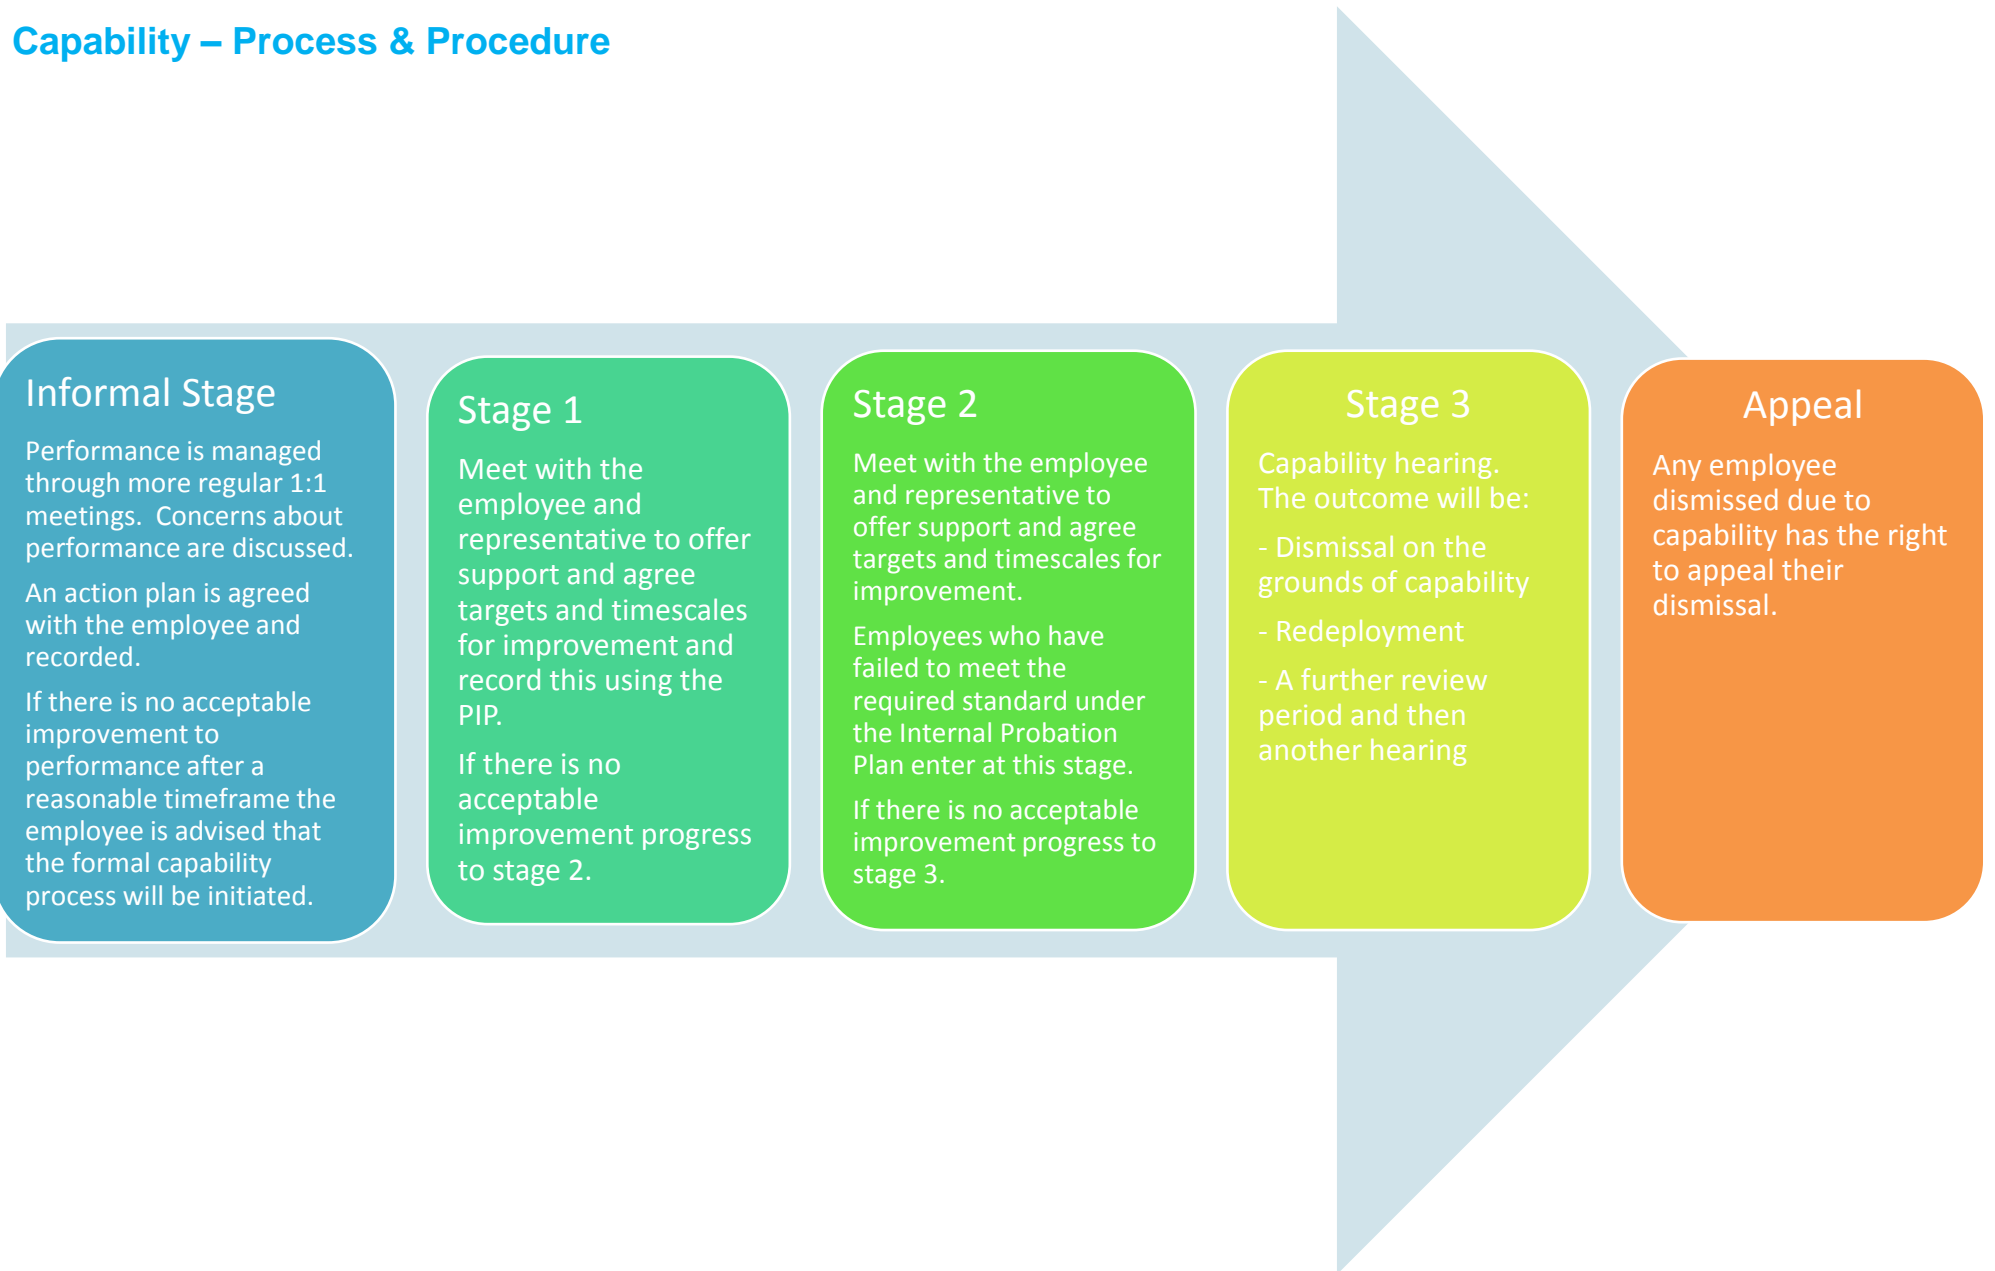 Capability – Process & Procedure
Informal Stage
Performance is managed
through more regular 1:1
meetings.  Concerns about
performance are discussed.
An action plan is agreed
with the employee and
recorded.
If there is no acceptable
improvement to
performance after a
reasonable timeframe the
employee is advised that
the formal capability
process will be initiated.
Stage 1
Meet with the
employee and
representative to offer
support and agree
targets and timescales
for improvement and
record this using the
PIP.
If there is no
acceptable
improvement progress
to stage 2.
Stage 2
Meet with the employee
and representative to
offer support and agree
targets and timescales for
improvement.
Employees who have
failed to meet the
required standard under
the Internal Probation
Plan enter at this stage.
If there is no acceptable
improvement progress to
stage 3.
Stage 3
Capability hearing.
The outcome will be:
- Dismissal on the
grounds of capability
- Redeployment
- A further review
period and then
another hearing
Appeal
Any employee
dismissed due to
capability has the right
to appeal their
dismissal.